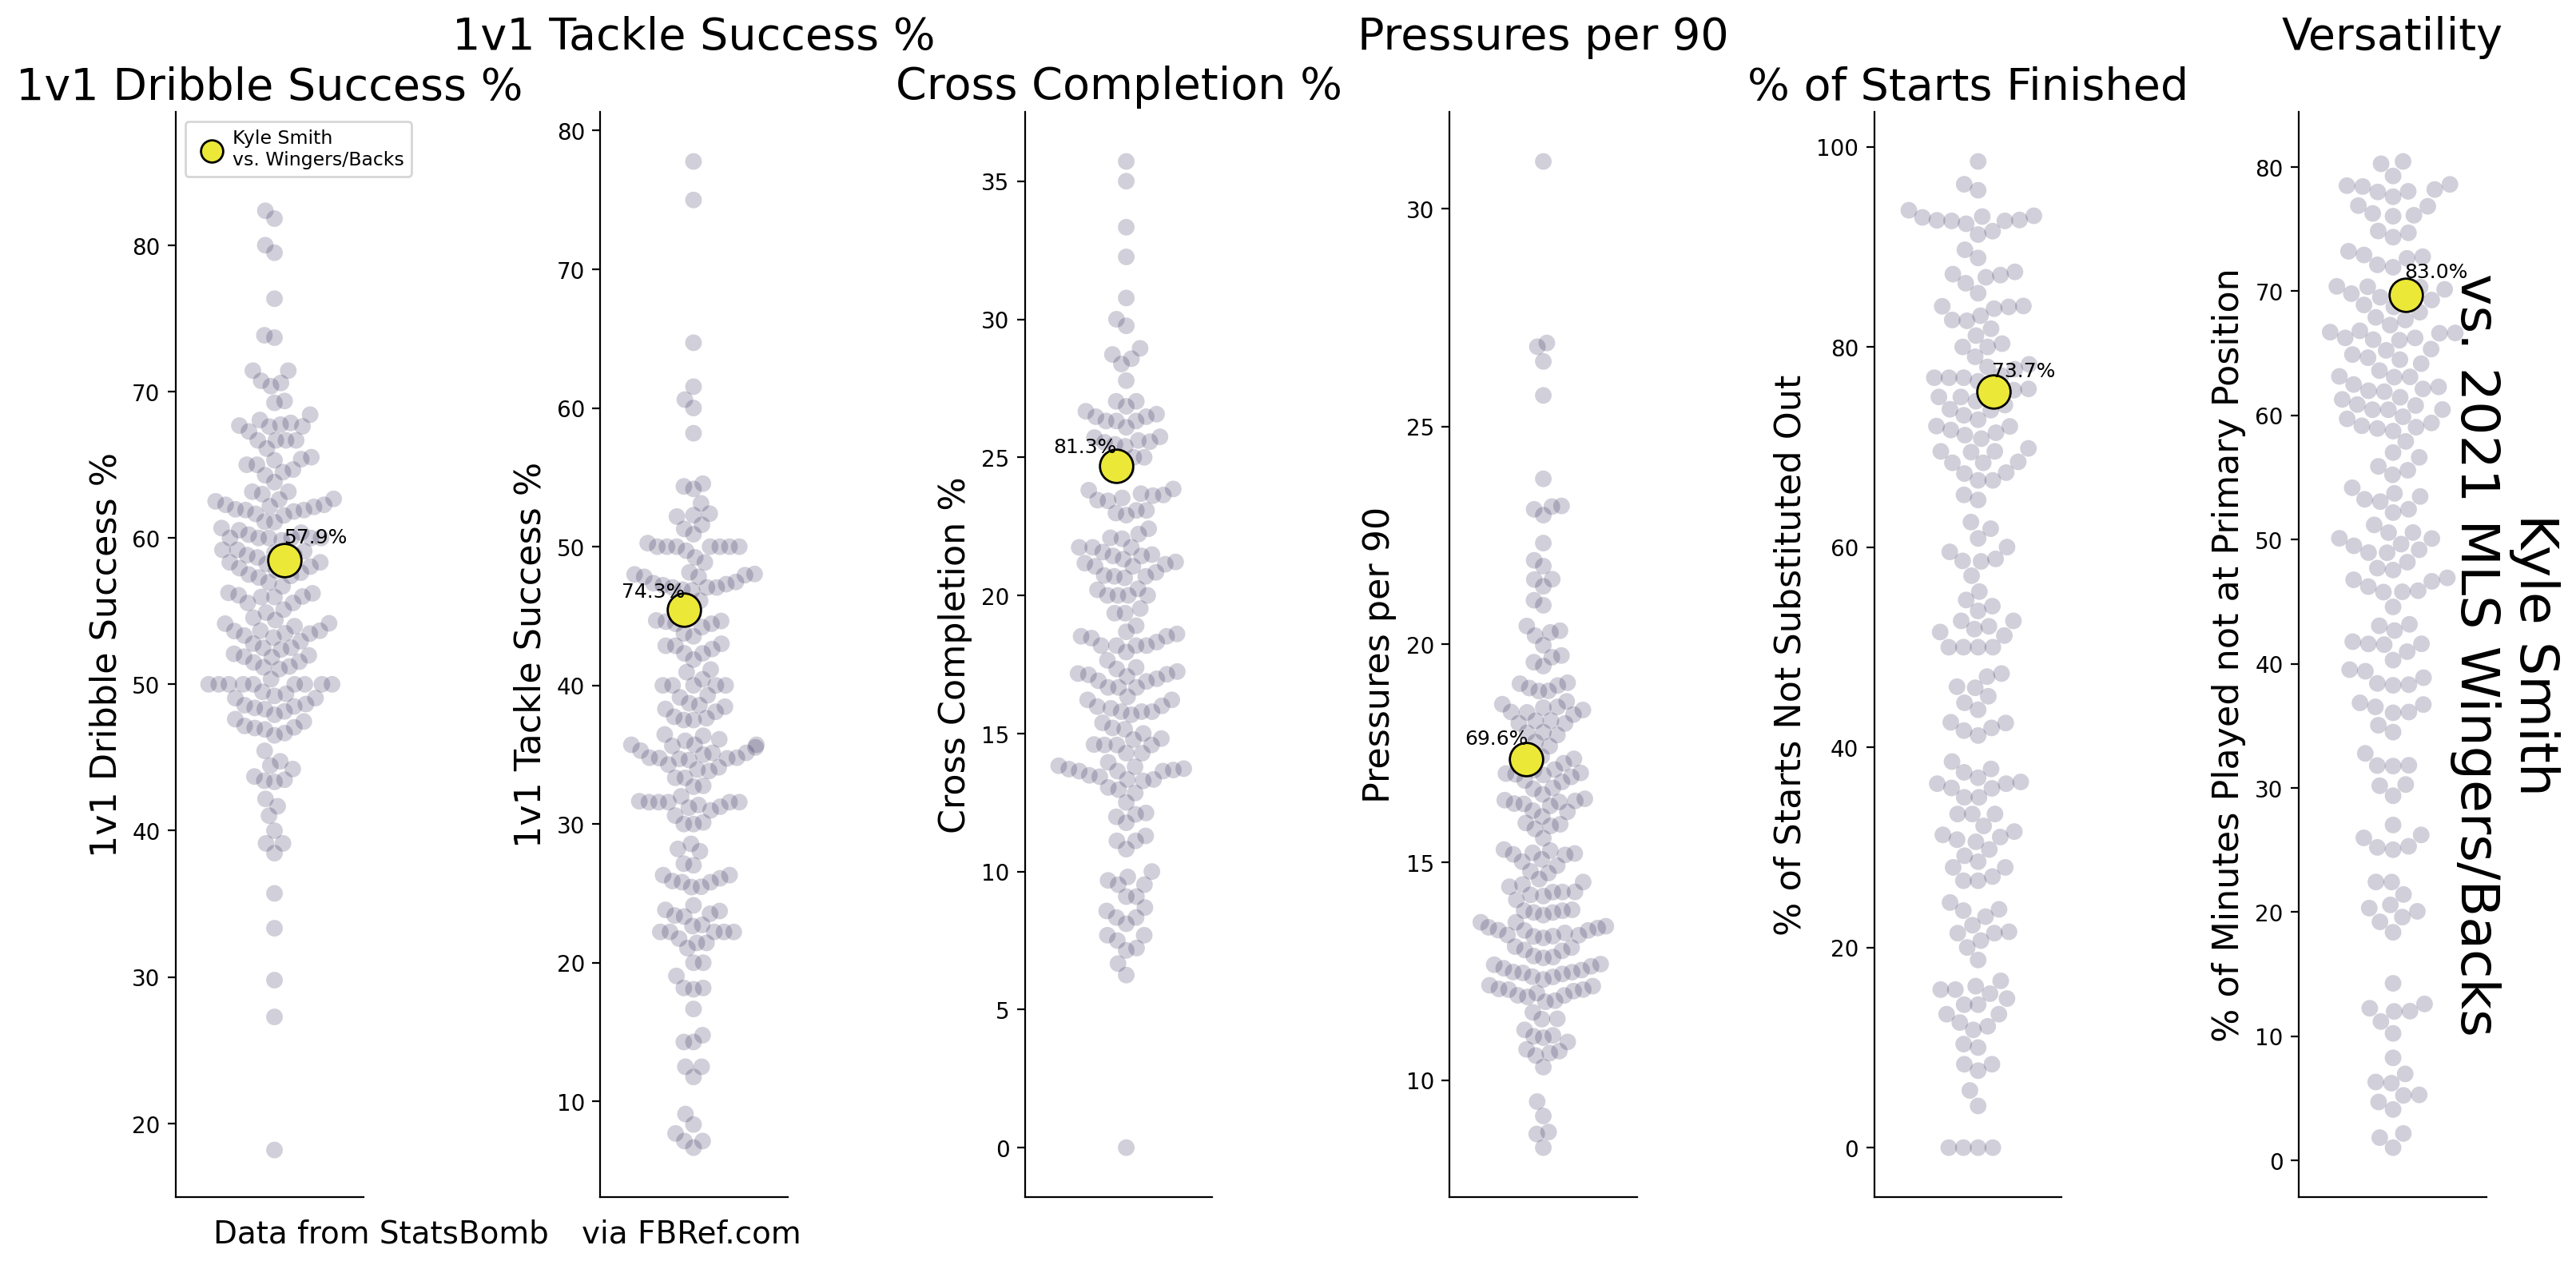 1v1 Tackle Success %
Pressures per 90
Versatility
1v1 Dribble Success %
Cross Completion %
% of Starts Finished
Kyle Smith
vs. Wingers/Backs
1v1 Dribble Success %
80
70
60
50
40
30
20
57.9%
1v1 Tackle Success %
80
70
60
50
40
30
20
10
74.3%
Cross Completion %
35
30
25
20
15
10
5
0
81.3%
Pressures per 90
30
25
20
15
10
69.6%
% of Starts Not Substituted Out
100
80
60
40
20
0
73.7%
% of Minutes Played not at Primary Position
80
70
60
50
40
30
20
10
0
83.0%
Kyle Smith
vs. 2021 MLS Wingers/Backs
Data from StatsBomb via FBRef.com